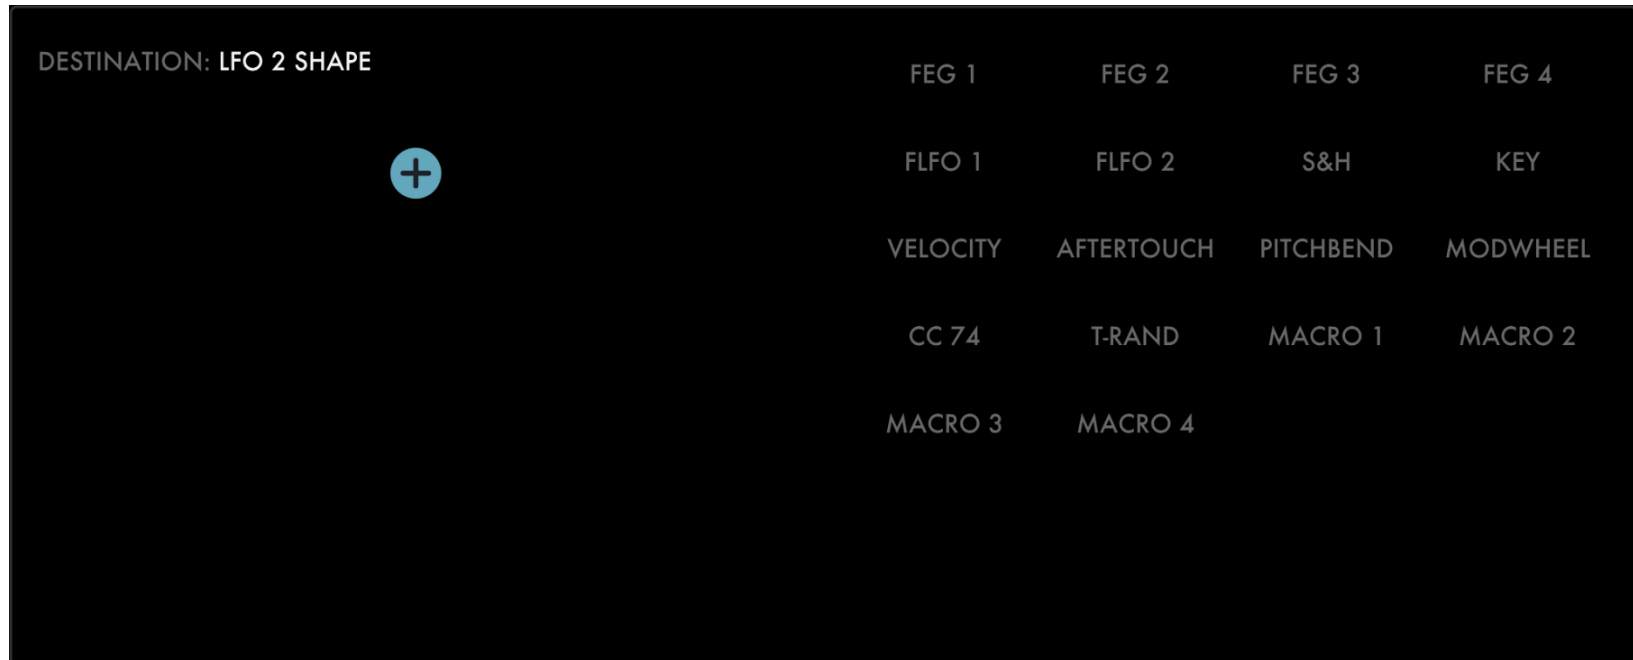 DESTINATION: LFO 2 SHAPE
FEG 1 FEG 2 FEG 3 FEG 4
FLFO 1 FLFO 2 S&H KEY
VELOCITY AFTERTOUCH PITCHBEND MODWHEEL
CC 74 T-RAND MACRO 1 MACRO 2
MACRO 3 MACRO 4